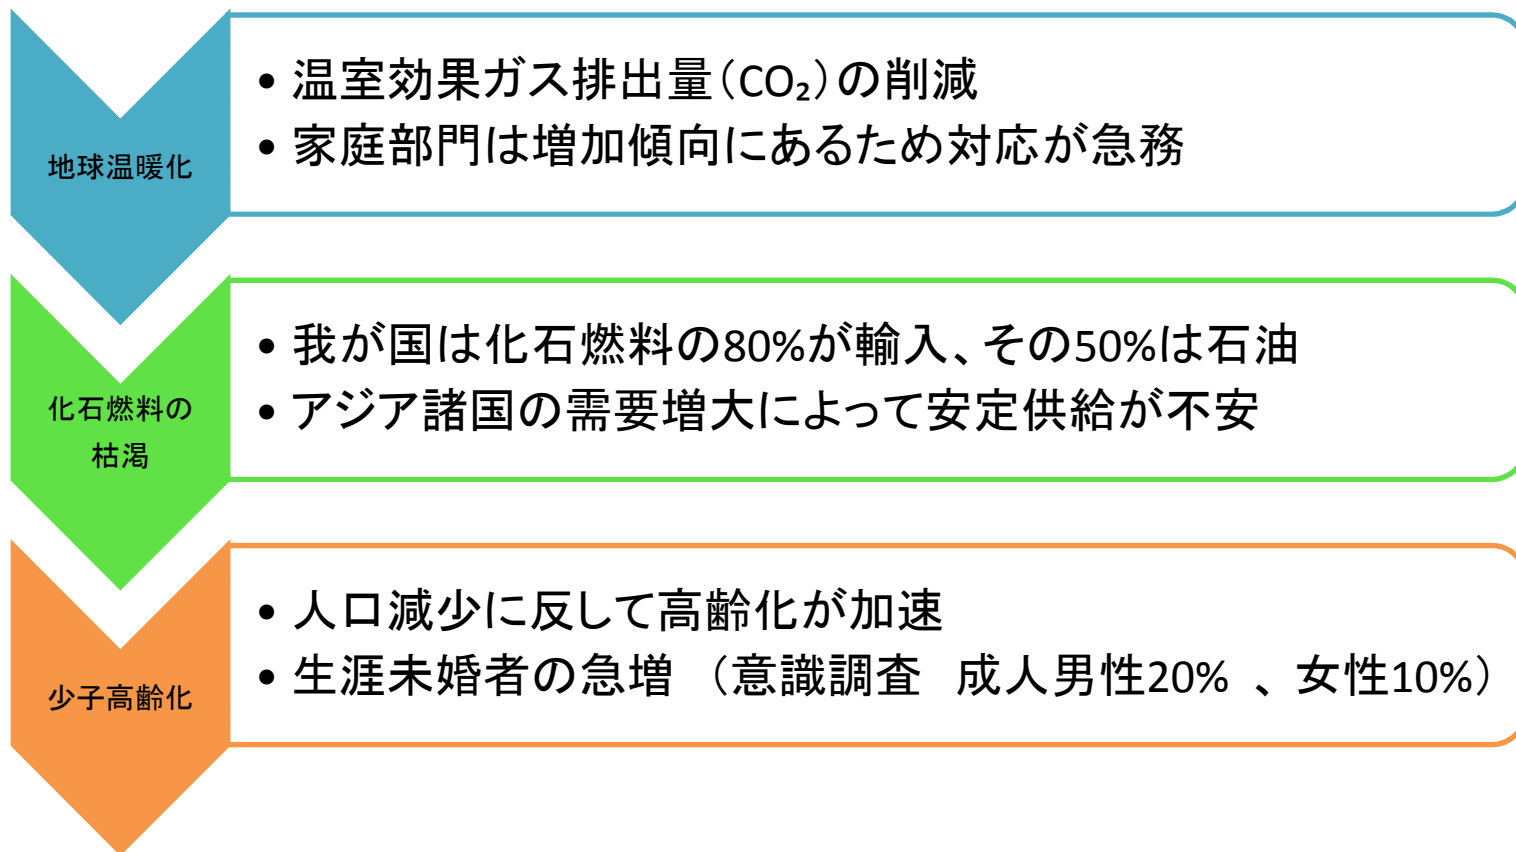 地球温暖化
• 温室効果ガス排出量（CO₂）の削減
• 家庭部門は増加傾向にあるため対応が急務
化石燃料の
枯渇
• 我が国は化石燃料の80%が輸入、その50%は石油
• アジア諸国の需要増大によって安定供給が不安
少子高齢化
• 人口減少に反して高齢化が加速
• 生涯未婚者の急増　（意識調査　成人男性20%　、女性10%）